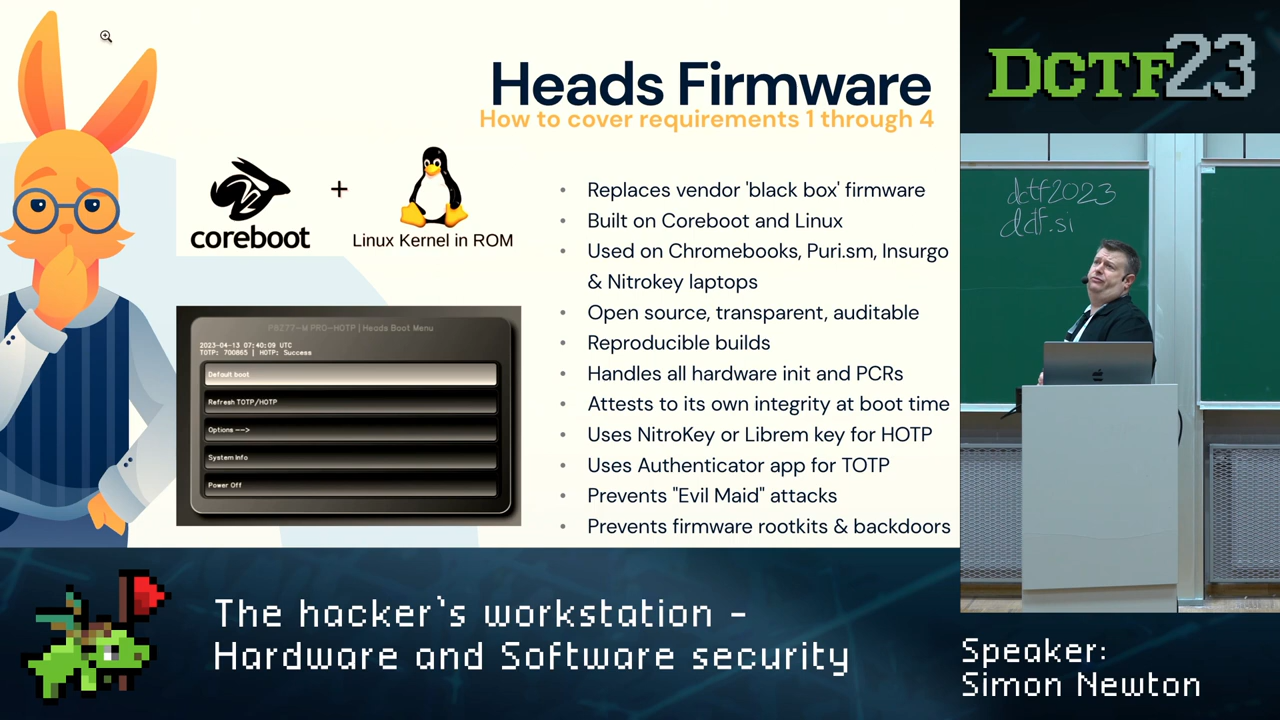 Heads Firmware
How to cover requirements 1 through 4
coreboot
+
Linux Kernel in ROM
• Replaces vendor 'black box' firmware
• Built on Coreboot and Linux
• Used on Chromebooks, Puri.sm, Insurgo
& Nitrokey laptops
• Open source, transparent, auditable
• Reproducible builds
• Handles all hardware init and PCRs
• Attests to its own integrity at boot time
• Uses NitroKey or Librem key for HOTP
• Uses Authenticator app for TOTP
• Prevents "Evil Maid" attacks
• Prevents firmware rootkits & backdoors
P8Z77-M PRO-HOTP | Heads Boot Menu
2023-04-13 07:40:09 UTC
TOTP: 700865 | HOTP: Success
Default boot
Refresh TOTP/HOTP
Options -->
System Info
Power Off
DCTF23
dctf2023
dctf.si
The hacker`s workstation -
Hardware and Software security
Speaker:
Simon Newton